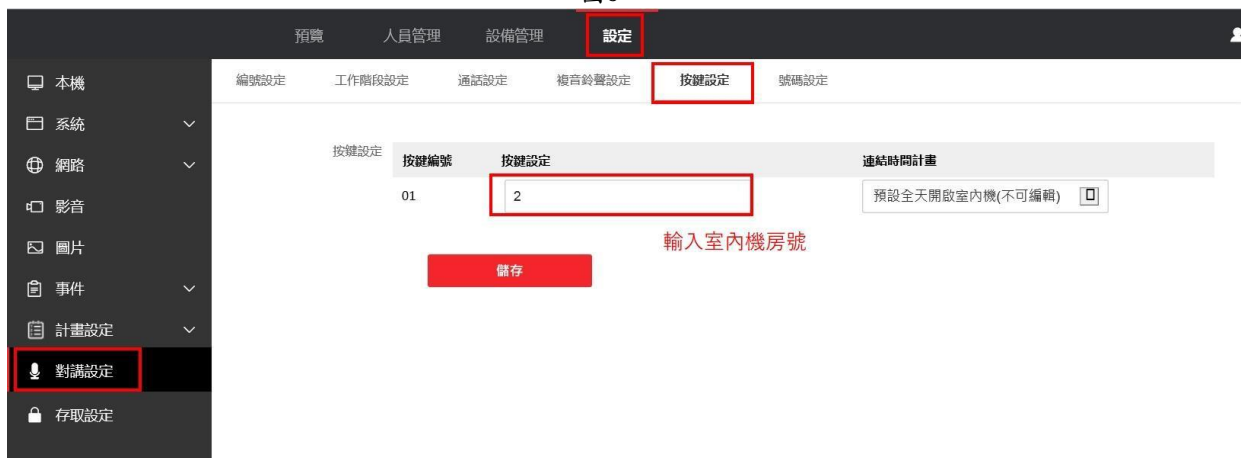 預覽 人員管理 設備管理 設定
本機
系統
網路
影音
圖片
事件
計畫設定
對講設定
存取設定
編號設定 工作階段設定 通話設定 複音鈴聲設定 按鍵設定 號碼設定
按鍵設定
按鍵編號 按鍵設定 連結時間計畫
01 2 預設全天開啟室內機(不可編輯)
輸入室內機房號
儲存